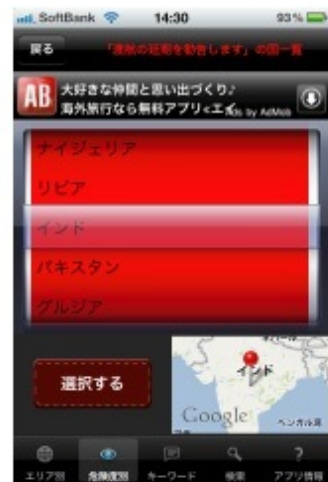 SoftBank 14:30 93%
戻る 「渡航の延期を勧告します」の国一覧
AB 大好きな仲間と思い出づくり♪
海外旅行なら無料アプリ<エイ Ads by AdMob
ナイジェリア
リビア
インド
パキスタン
グルジア
選択する
インド
Google
ベンガル湾
エリア別 危険度別 キーワード 検索 アプリ情報